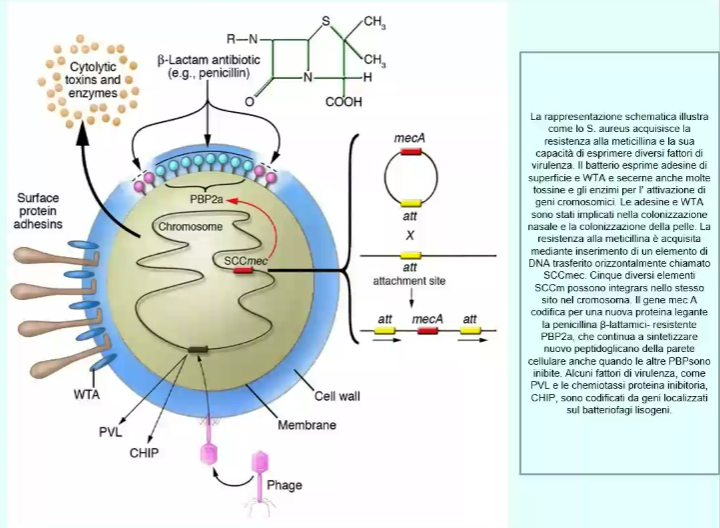 CH3
S
R–N
CH3
N
H
O
COOH
Cytolytic
toxins and
enzymes
β-Lactam antibiotic
(e.g., penicillin)
Surface
protein
adhesins
PBP2a
Chromosome
SCCmec
WTA
PVL
CHIP
Phage
Membrane
Cell wall
mecA
att
X
att
attachment site
att mecA att
La rappresentazione schematica illustra
come lo S. aureus acquisisce la
resistenza alla meticillina e la sua
capacità di esprimere diversi fattori di
virulenza. Il batterio esprime adesine di
superficie e WTA e secerne anche molte
tossine e gli enzimi per l' attivazione di
geni cromosomici. Le adesine e WTA
sono stati implicati nella colonizzazione
nasale e la colonizzazione della pelle. La
resistenza alla meticillina è acquisita
mediante inserimento di un elemento di
DNA trasferito orizzontalmente chiamato
SCCmec. Cinque diversi elementi
SCCm possono integrars nello stesso
sito nel cromosoma. Il gene mec A
codifica per una nuova proteina legante
la penicillina β-lattamici- resistente
PBP2a, che continua a sintetizzare
nuovo peptidoglicano della parete
cellulare anche quando le altre PBPsono
inibite. Alcuni fattori di virulenza, come
PVL e le chemiotassi proteina inibitoria,
CHIP, sono codificati da geni localizzati
sul batteriofagi lisogeni.